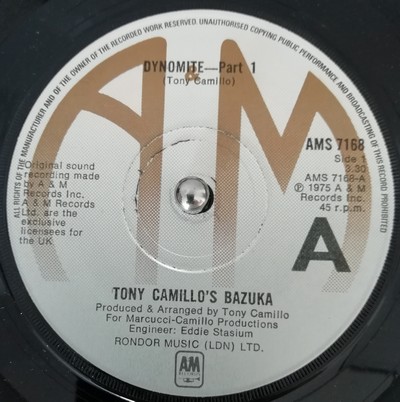 ALL RIGHTS OF THE MANUFACTURER AND OF THE OWNER OF THE RECORDED WORK RESERVED. UNAUTHORISED COPYING PUBLIC PERFORMANCE AND BROADCASTING OF THIS RECORD PROHIBITED
A&M
DYNOMITE—Part 1
(Tony Camillo)
AMS 7168
Side 1
3.30
AMS 7168-A
℗ 1975 A & M
Records Inc.
45 r.p.m.
A
Original sound
recording made
by A & M
Records Inc.
A & M Records
Ltd. are the
exclusive
licensees for
the UK
TONY CAMILLO'S BAZUKA
Produced & Arranged by Tony Camillo
For Marcucci-Camillo Productions
Engineer: Eddie Stasium
RONDOR MUSIC (LDN) LTD.
AM